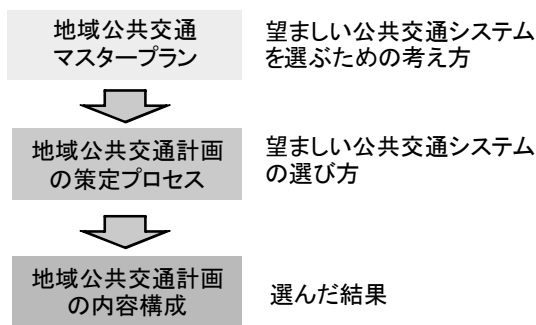 地域公共交通
マスタープラン
望ましい公共交通システム
を選ぶための考え方
地域公共交通計画
の策定プロセス
望ましい公共交通システム
の選び方
地域公共交通計画
の内容構成
選んだ結果